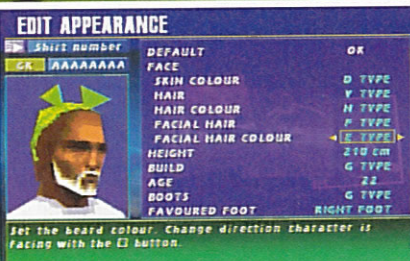 EDIT APPEARANCE
Shirt number
GK AAAAAAAA
DEFAULT OK
FACE
SKIN COLOUR D TYPE
HAIR Y TYPE
HAIR COLOUR N TYPE
FACIAL HAIR F TYPE
FACIAL HAIR COLOUR E TYPE
HEIGHT 210 cm
BUILD G TYPE
AGE 22
BOOTS G TYPE
FAVOURED FOOT RIGHT FOOT
Set the beard colour. Change direction character is
facing with the button.